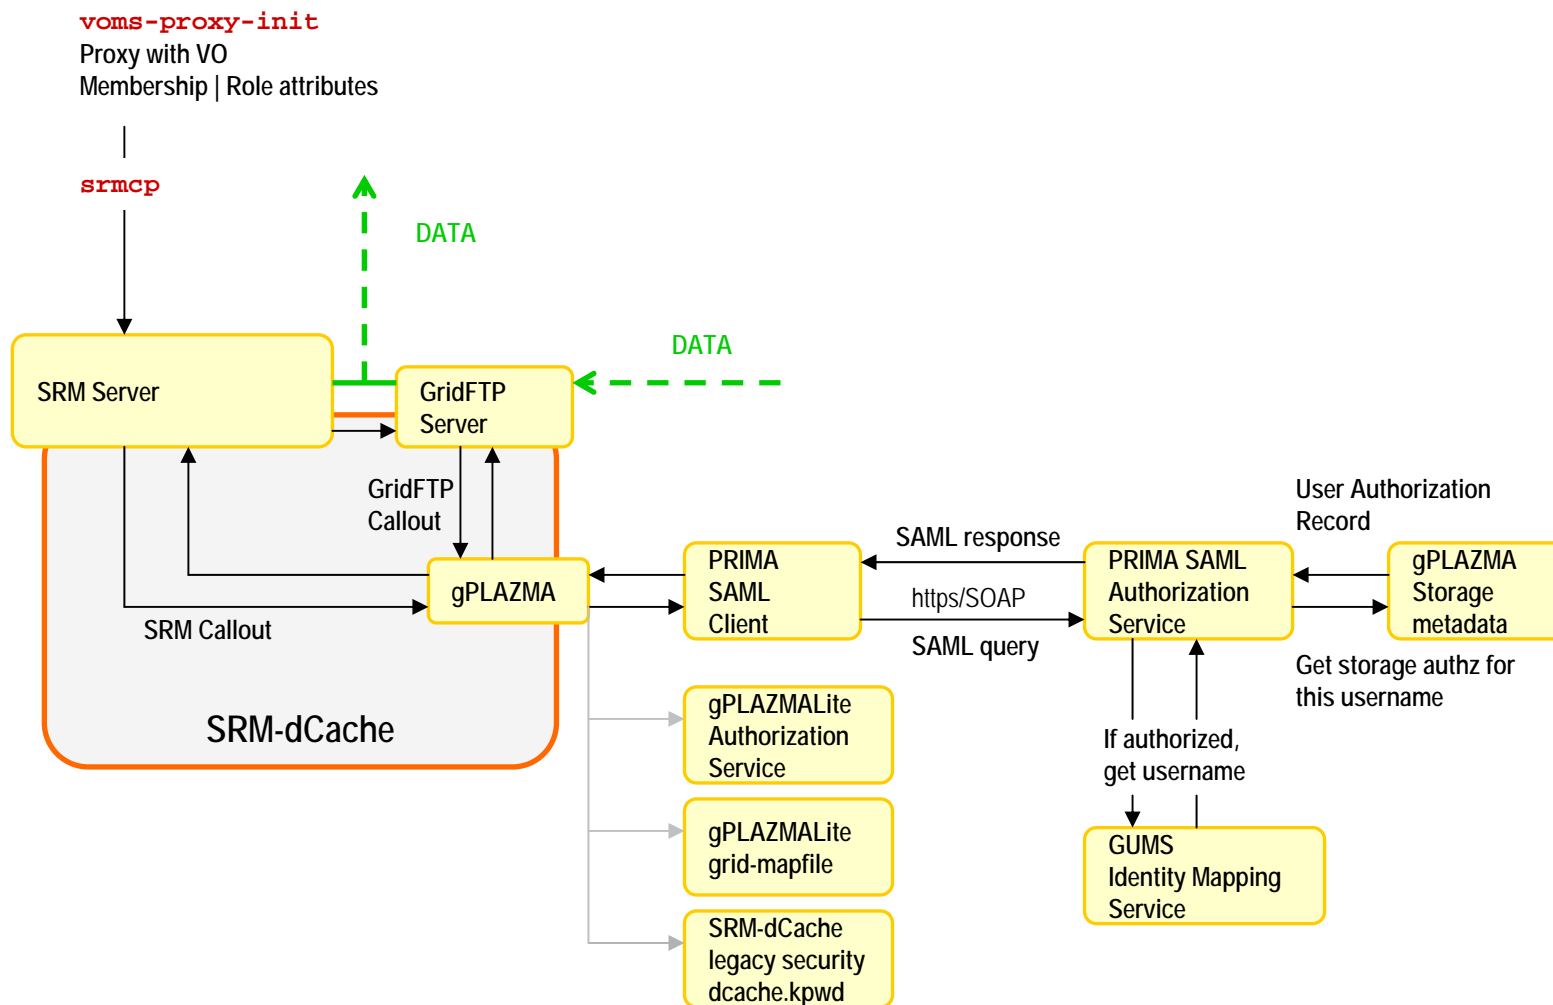 voms-proxy-init
Proxy with VO
Membership | Role attributes
srmcp
DATA
DATA
SRM Server
GridFTP
Server
GridFTP
Callout
gPLAZMA
SRM Callout
SRM-dCache
PRIMA
SAML
Client
SAML response
https/SOAP
SAML query
PRIMA SAML
Authorization
Service
User Authorization
Record
gPLAZMA
Storage
metadata
Get storage authz for
this username
If authorized,
get username
GUMS
Identity Mapping
Service
gPLAZMALite
Authorization
Service
gPLAZMALite
grid-mapfile
SRM-dCache
legacy security
dcache.kpwd